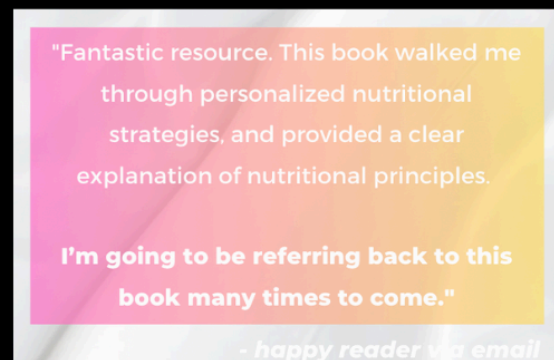 "Fantastic resource. This book walked me
through personalized nutritional
strategies, and provided a clear
explanation of nutritional principles.
I'm going to be referring back to this
book many times to come."
- happy reader via email